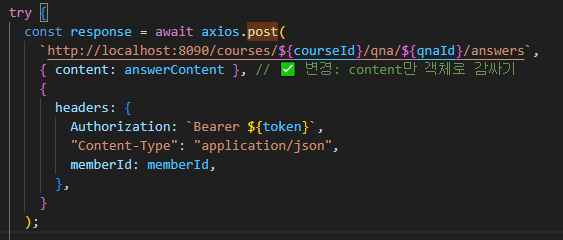 try {
const response = await axios.post(
`http://localhost:8090/courses/${courseId}/qna/${qnaId}/answers`,
{ content: answerContent }, // ✅ 변경: content만 객체로 감싸기
{
headers: {
Authorization: `Bearer ${token}`,
"Content-Type": "application/json",
memberId: memberId,
},
}
);